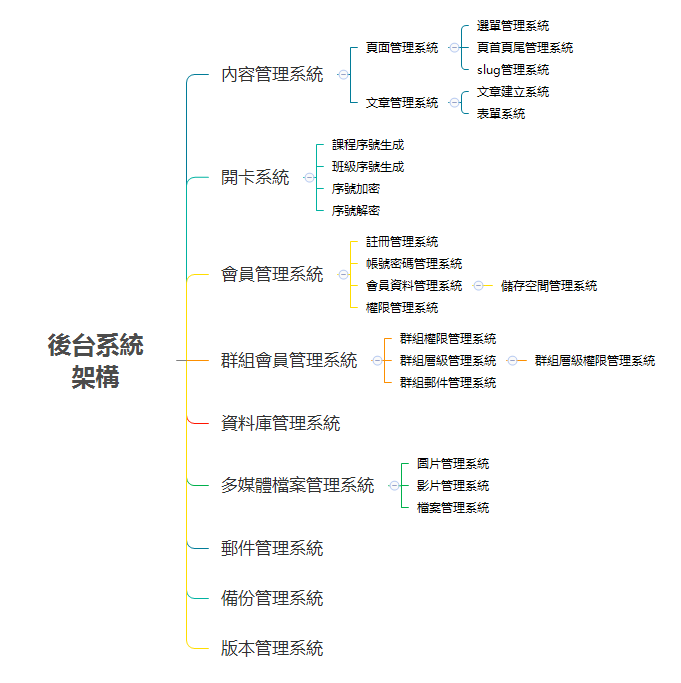 後台系統
架構
內容管理系統
頁面管理系統
選單管理系統
頁首頁尾管理系統
slug管理系統
文章管理系統
文章建立系統
表單系統
開卡系統
課程序號生成
班級序號生成
序號加密
序號解密
會員管理系統
註冊管理系統
帳號密碼管理系統
會員資料管理系統
儲存空間管理系統
權限管理系統
群組會員管理系統
群組權限管理系統
群組層級管理系統
群組層級權限管理系統
群組郵件管理系統
資料庫管理系統
多媒體檔案管理系統
圖片管理系統
影片管理系統
檔案管理系統
郵件管理系統
備份管理系統
版本管理系統